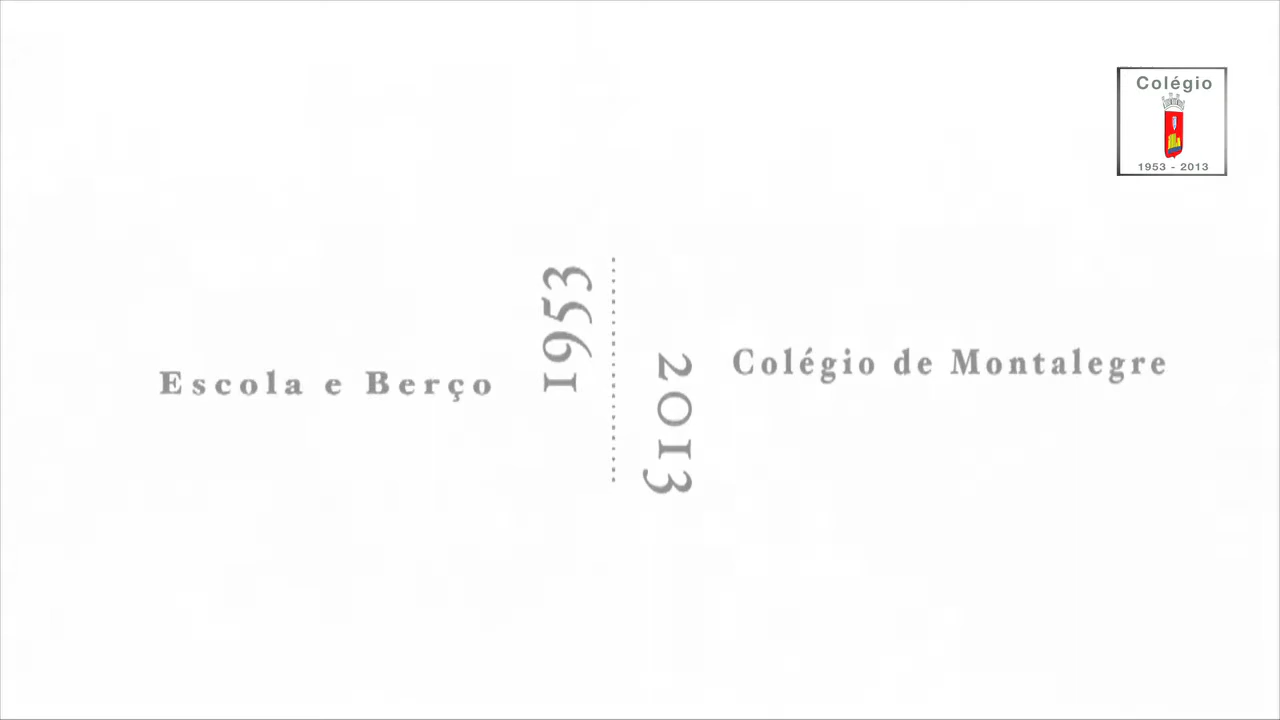 Colégio
1953 - 2013
Escola e Berço
1953
2013
Colégio de Montalegre